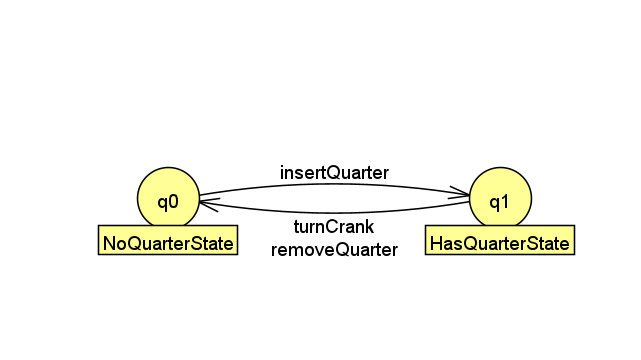 insertQuarter
q0
q1
NoQuarterState
turnCrank
removeQuarter
HasQuarterState